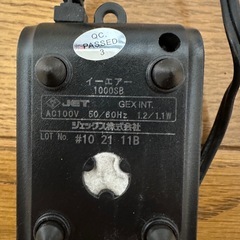 QC.
PASSED
3
イーエアー
1000SB
JET GEX INT.
AC100V 50/60Hz 1.2/1.1W
ジェックス株式会社
LOT No. #10 21 11B